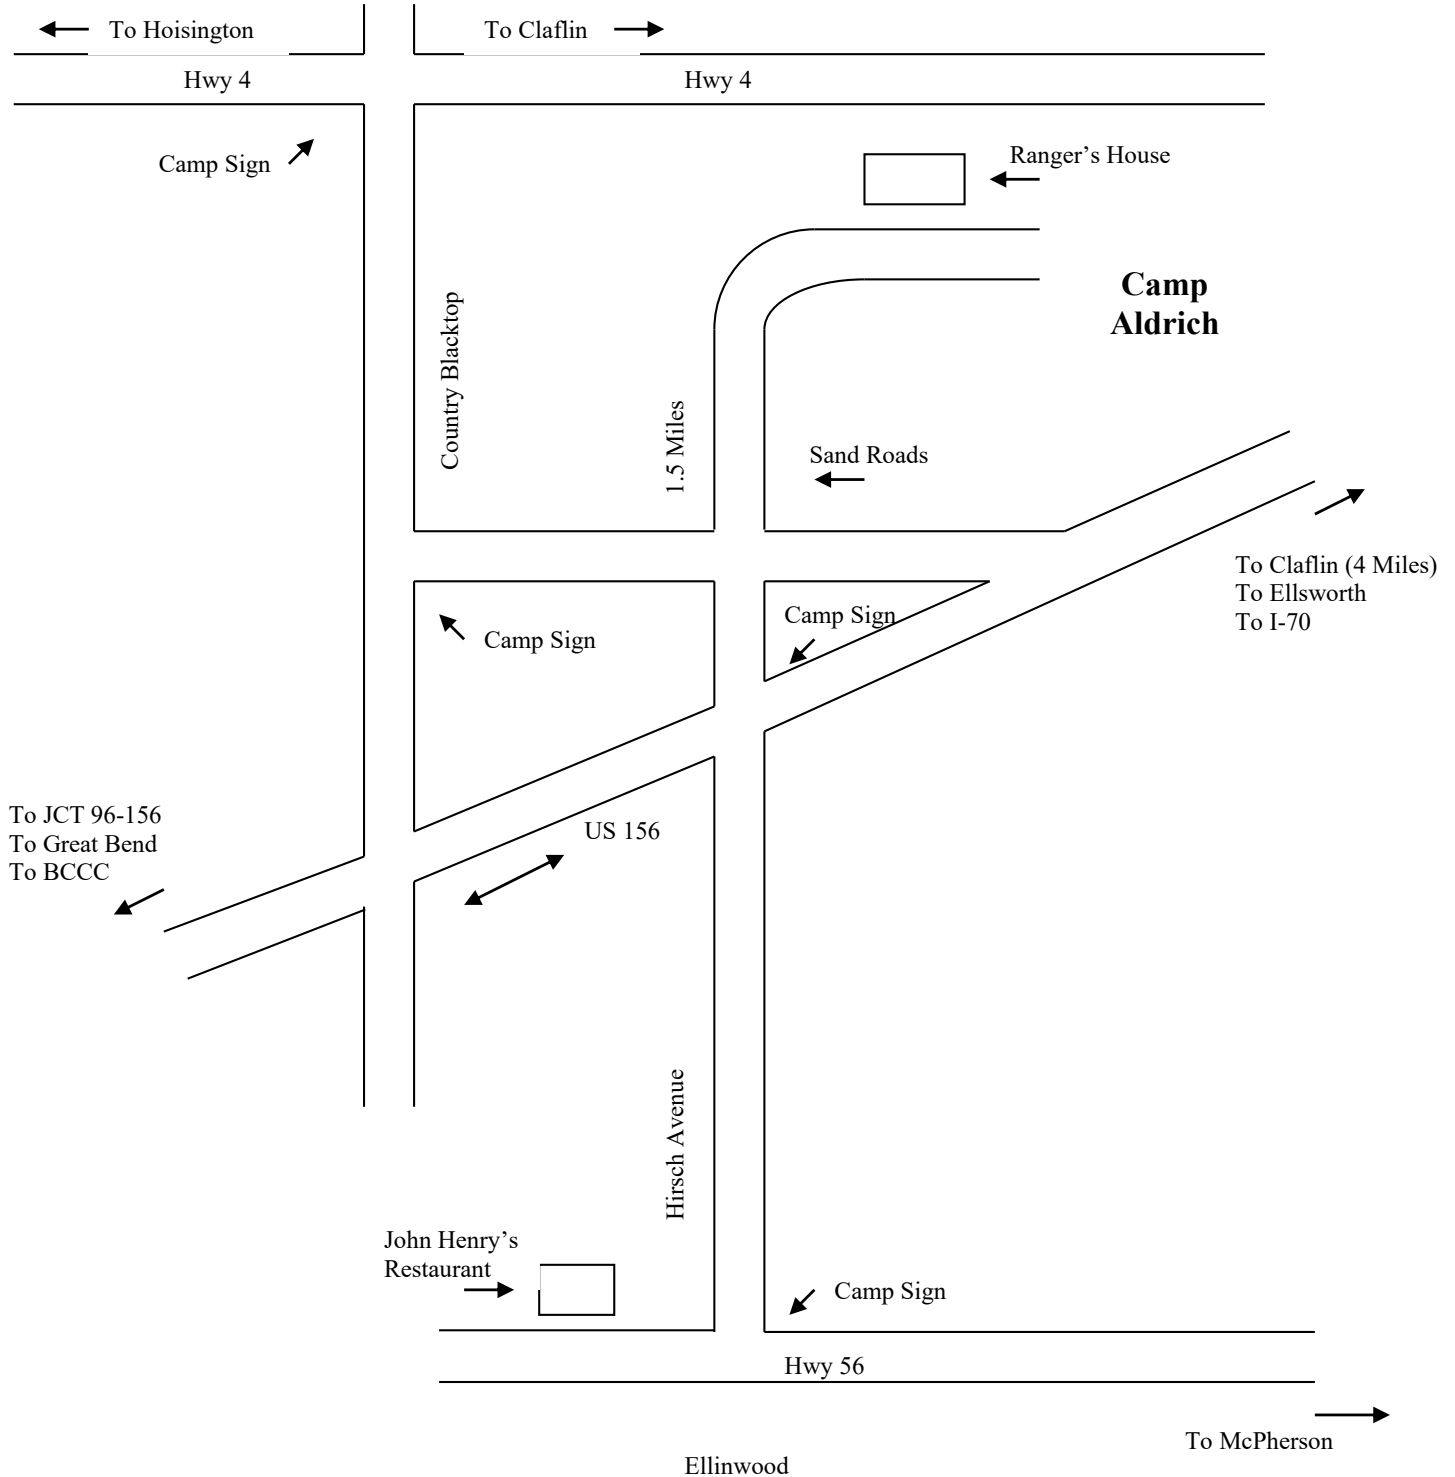 To Hoisington
To Claflin
Hwy 4
Hwy 4
Camp Sign
Ranger’s House
Camp
Aldrich
Country Blacktop
1.5 Miles
Sand Roads
To Claflin (4 Miles)
To Ellsworth
To I-70
Camp Sign
Camp Sign
To JCT 96-156
To Great Bend
To BCCC
US 156
Hirsch Avenue
John Henry’s
Restaurant
Camp Sign
Hwy 56
To McPherson
Ellinwood